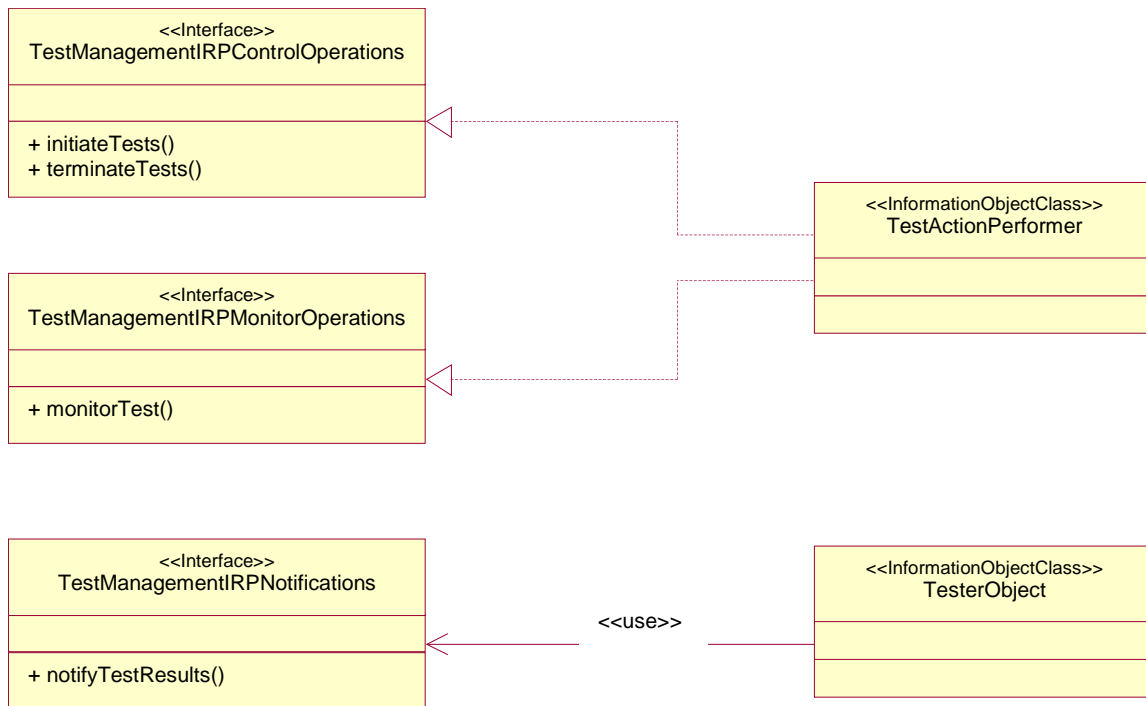 <<Interface>>
TestManagementIRPControlOperations
+ initiateTests()
+ terminateTests()
<<InformationObjectClass>>
TestActionPerformer
<<Interface>>
TestManagementIRPMonitorOperations
+ monitorTest()
<<Interface>>
TestManagementIRPNotifications
+ notifyTestResults()
<<use>>
<<InformationObjectClass>>
TesterObject